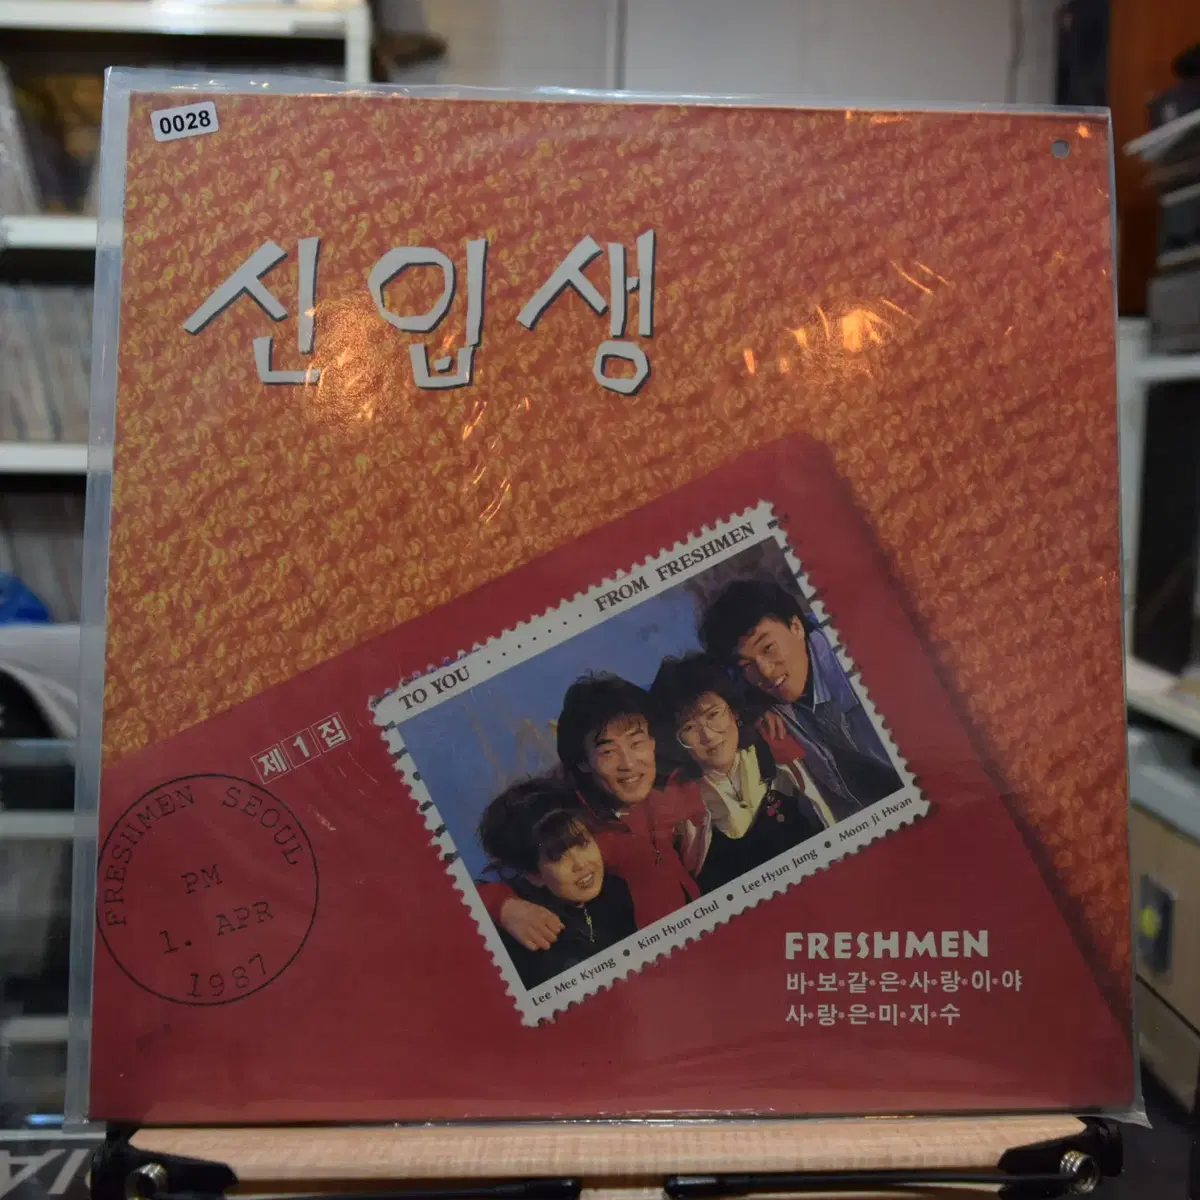 0028
신입생
TO YOU . . . . . . . FROM FRESHMEN
제1집
FRESHMEN SEOUL
PM
1. APR
1987
Lee Mee Kyung • Kim Hyun Chul • Lee Hyun Jung • Moon Ji Hwan
FRESHMEN
바·보·같·은·사·랑·이·야
사·랑·은·미·지·수